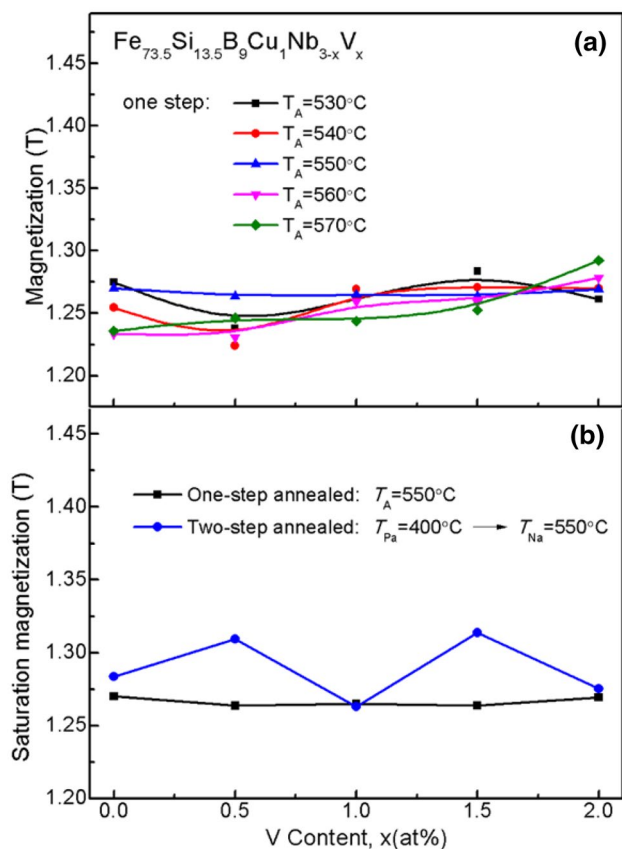 Fe73.5Si13.5B9Cu1Nb3-xVx
(a)
one step:
TA=530°C
TA=540°C
TA=550°C
TA=560°C
TA=570°C
Magnetization (T)
1.45
1.40
1.35
1.30
1.25
1.20
(b)
One-step annealed: TA=550°C
Two-step annealed: TPa=400°C → TNa=550°C
Saturation magnetization (T)
1.45
1.40
1.35
1.30
1.25
1.20
0.0 0.5 1.0 1.5 2.0
V Content, x(at%)